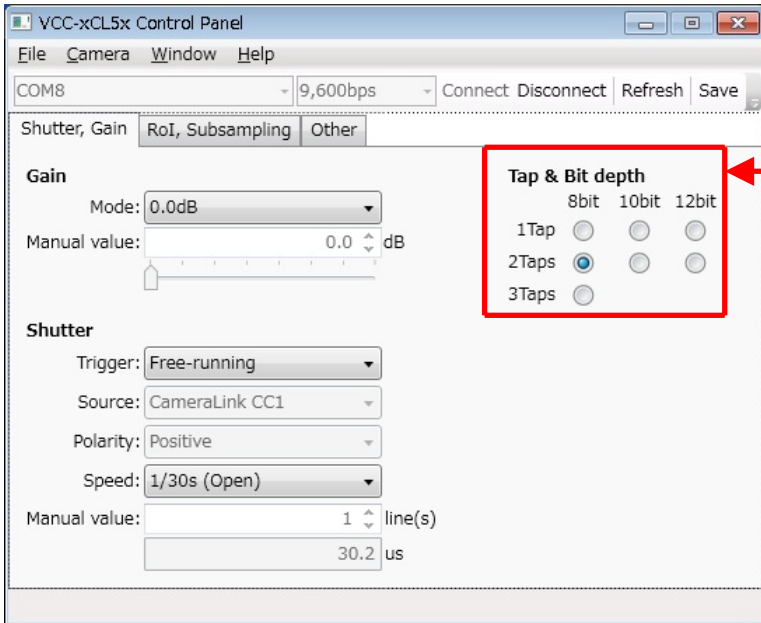 VCC-xCL5x Control Panel
File Camera Window Help
COM8 9,600bps Connect Disconnect Refresh Save
Shutter, Gain RoI, Subsampling Other
Gain
Mode: 0.0dB
Manual value: 0.0 dB
Tap & Bit depth
8bit 10bit 12bit
1Tap
2Taps
3Taps
Shutter
Trigger: Free-running
Source: CameraLink CC1
Polarity: Positive
Speed: 1/30s (Open)
Manual value: 1 line(s)
30.2 us